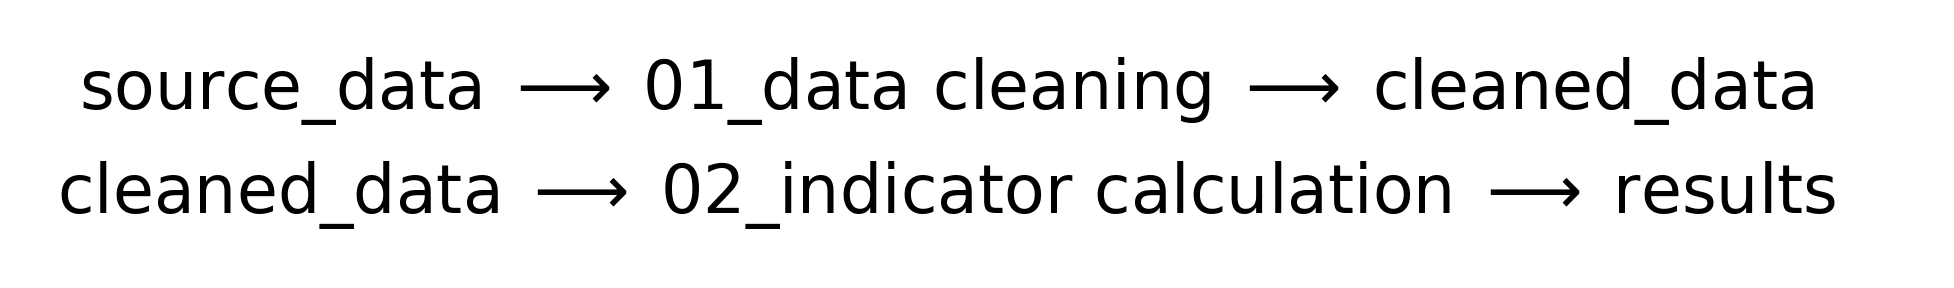 source_data ⟶ 01_data cleaning ⟶ cleaned_data
cleaned_data ⟶ 02_indicator calculation ⟶ results